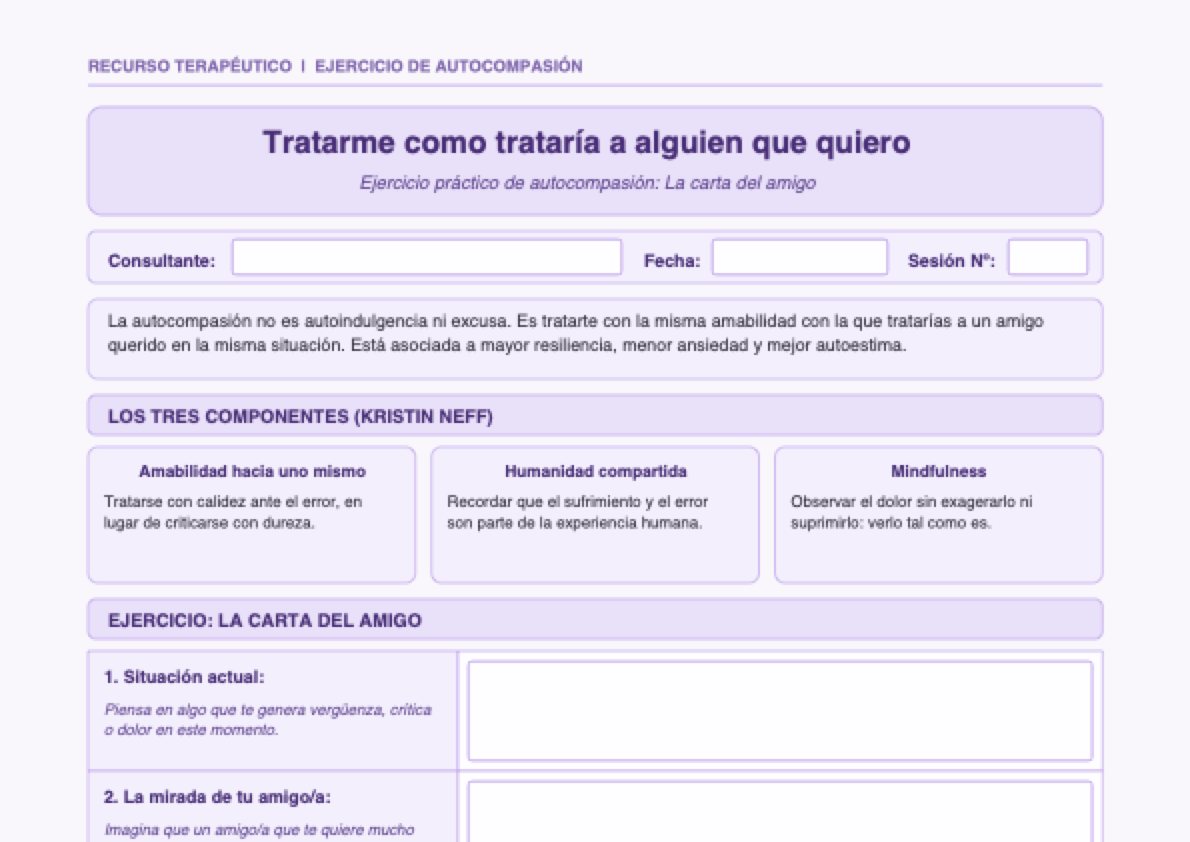 RECURSO TERAPÉUTICO | EJERCICIO DE AUTOCOMPASIÓN
Tratarme como trataría a alguien que quiero
Ejercicio práctico de autocompasión: La carta del amigo
Consultante: Fecha: Sesión Nº:
La autocompasión no es autoindulgencia ni excusa. Es tratarte con la misma amabilidad con la que tratarías a un amigo
querido en la misma situación. Está asociada a mayor resiliencia, menor ansiedad y mejor autoestima.
LOS TRES COMPONENTES (KRISTIN NEFF)
Amabilidad hacia uno mismo
Tratarse con calidez ante el error, en
lugar de criticarse con dureza.
Humanidad compartida
Recordar que el sufrimiento y el error
son parte de la experiencia humana.
Mindfulness
Observar el dolor sin exagerarlo ni
suprimirlo: verlo tal como es.
EJERCICIO: LA CARTA DEL AMIGO
1. Situación actual:
Piensa en algo que te genera vergüenza, crítica
o dolor en este momento.
2. La mirada de tu amigo/a:
Imagina que un amigo/a que te quiere mucho